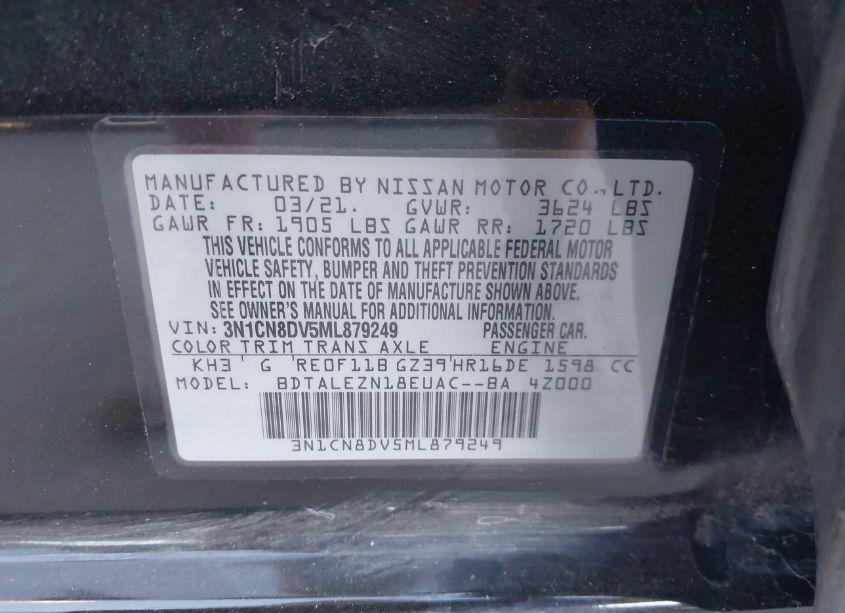 MANUFACTURED BY NISSAN MOTOR CO., LTD.
DATE: 03/21. GVWR: 3624 LBS
GAWR FR: 1905 LBS GAWR RR: 1720 LBS
THIS VEHICLE CONFORMS TO ALL APPLICABLE FEDERAL MOTOR
VEHICLE SAFETY, BUMPER AND THEFT PREVENTION STANDARDS
IN EFFECT ON THE DATE OF MANUFACTURE SHOWN ABOVE.
SEE OWNER'S MANUAL FOR ADDITIONAL INFORMATION.
VIN: 3N1CN8DV5ML879249 PASSENGER CAR.
COLOR TRIM TRANS AXLE ENGINE
KH3 G RE0F11B GZ39 HR16DE 1598 CC
MODEL: BDTALEZN18EUAC--BA 4Z000
3N1CN8DV5ML879249